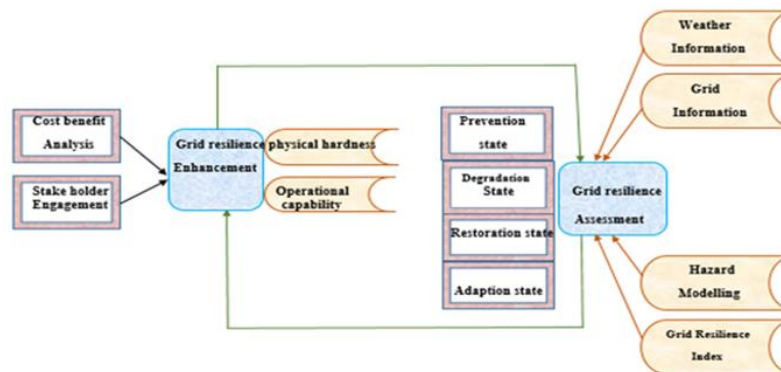 Cost benefit
Analysis
Stake holder
Engagement
Grid resilience
Enhancement
physical hardness
Operational
capability
Prevention
state
Degradation
State
Restoration state
Adaption state
Grid resilience
Assessment
Weather
Information
Grid
Information
Hazard
Modelling
Grid Resilience
Index